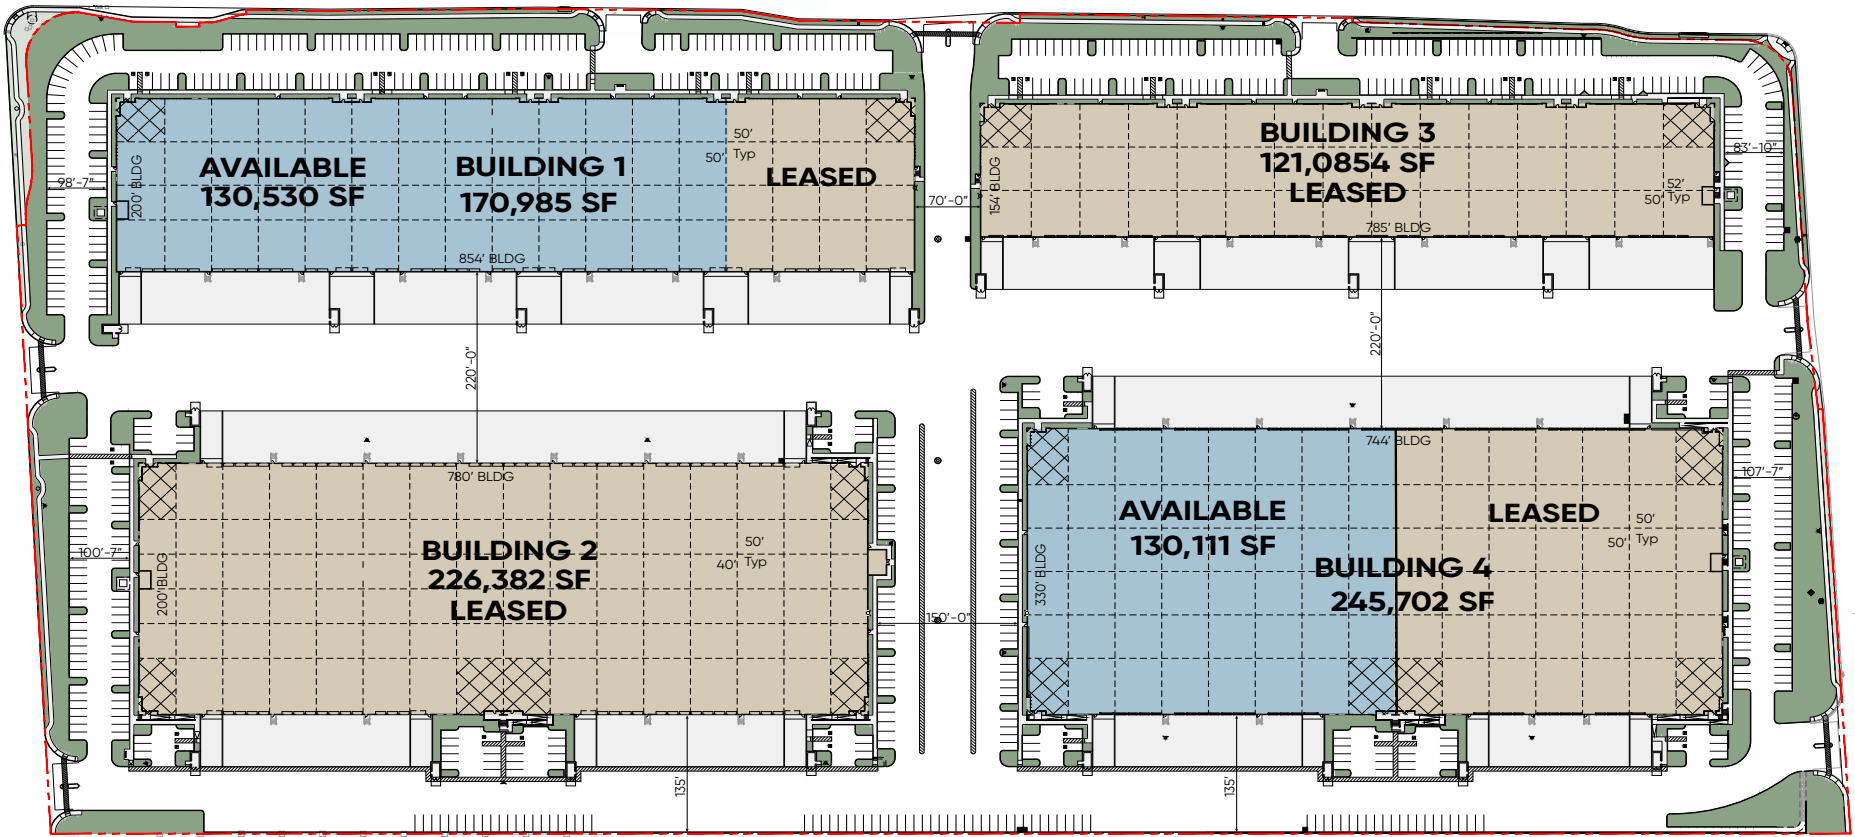 AVAILABLE
130,530 SF
BUILDING 1
170,985 SF
LEASED
50'
50' Typ
200' BLDG
854' BLDG
98'-7"
70'-0"
BUILDING 3
121,0854 SF
LEASED
154' BLDG
785' BLDG
52'
50' Typ
83'-10"
220'-0"
220'-0"
780' BLDG
BUILDING 2
226,382 SF
LEASED
50'
40' Typ
200' BLDG
100'-7"
150'-0"
135'
744' BLDG
AVAILABLE
130,111 SF
LEASED
BUILDING 4
245,702 SF
50'
50' Typ
330' BLDG
107'-7"
135'